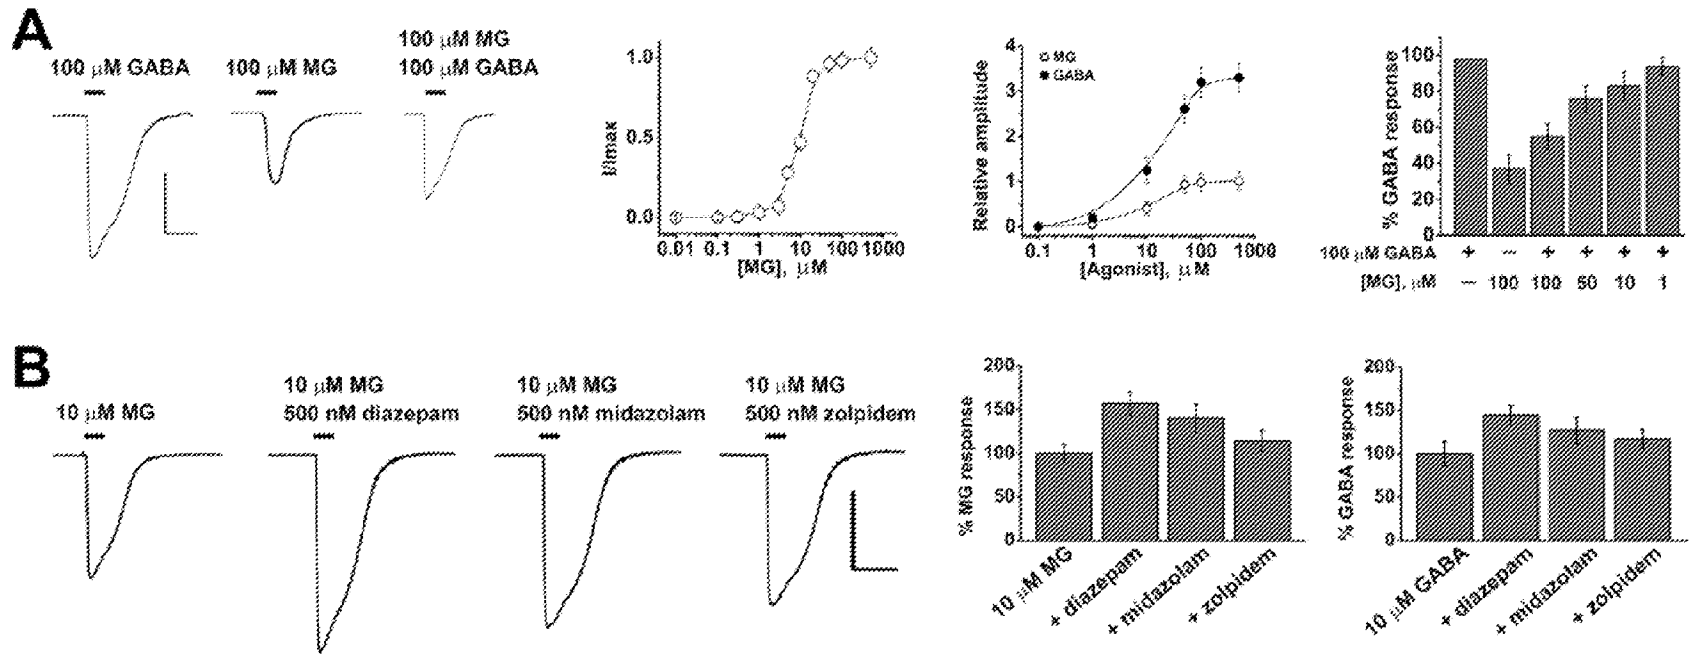 A
100 μM GABA
100 μM MG
100 μM MG
100 μM GABA
I/Imax
1.0
0.5
0.0
0.01 0.1 1 10 100 1000
[MG], μM
Relative amplitude
4
3
2
1
0
MG
GABA
0.1 1 10 100 1000
[Agonist], μM
% GABA response
100
80
60
40
20
0
100 μM GABA + − + + + +
[MG], μM − 100 100 50 10 1
B
10 μM MG
10 μM MG
500 nM diazepam
10 μM MG
500 nM midazolam
10 μM MG
500 nM zolpidem
% MG response
200
150
100
50
0
10 μM MG
+ diazepam
+ midazolam
+ zolpidem
% GABA response
200
150
100
50
0
10 μM GABA
+ diazepam
+ midazolam
+ zolpidem